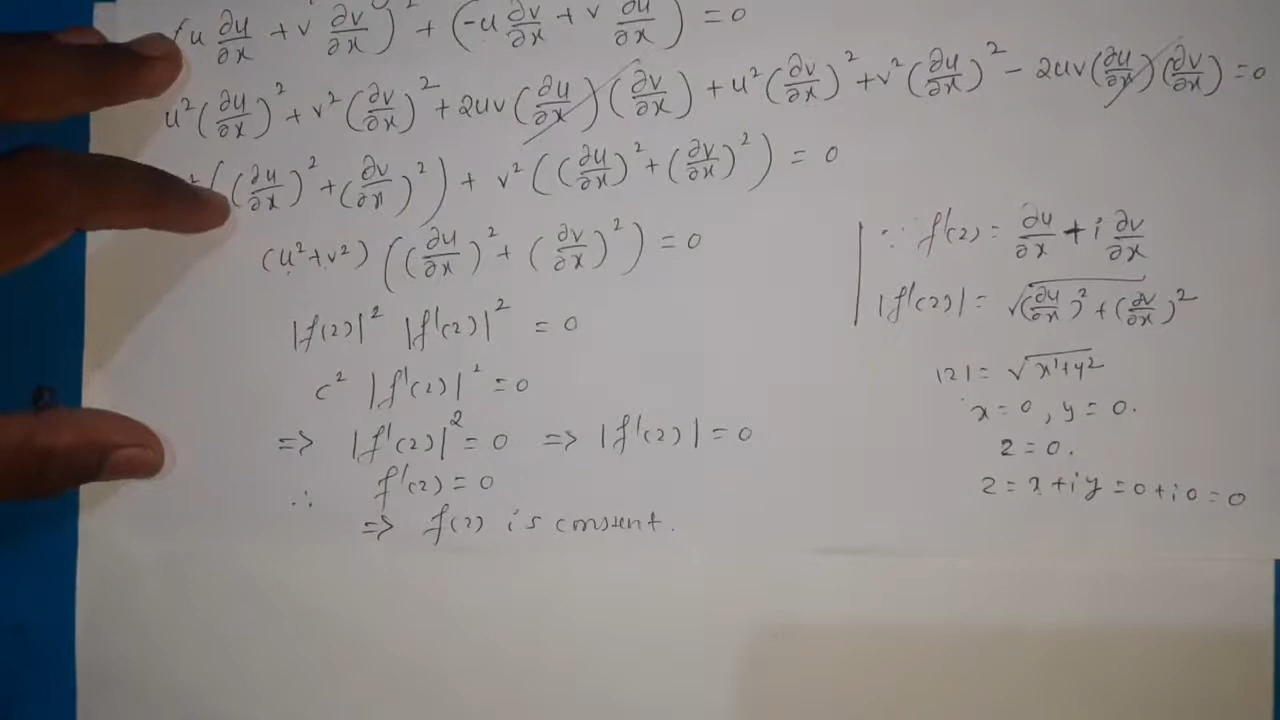 (u ∂u/∂x + v ∂v/∂x)² + (-u ∂v/∂x + v ∂u/∂x) = 0
u² (∂u/∂x)² + v² (∂v/∂x)² + 2uv (∂u/∂x) (∂v/∂x) + u² (∂v/∂x)² + v² (∂u/∂x)² - 2uv (∂u/∂x) (∂v/∂x) = 0
² ((∂u/∂x)² + (∂v/∂x)²) + v² ((∂u/∂x)² + (∂v/∂x)²) = 0
(u² + v²) ((∂u/∂x)² + (∂v/∂x)²) = 0
|f(z)|² |f'(z)|² = 0
c² |f'(z)|² = 0
=> |f'(z)|² = 0 => |f'(z)| = 0
∴ f'(z) = 0
=> f(z) is constent.
∵ f'(z) = ∂u/∂x + i ∂v/∂x
|f'(z)| = √(∂u/∂x)² + (∂v/∂x)²
|z| = √x²+y²
x = 0, y = 0.
z = 0.
z = x + iy = 0 + i0 = 0